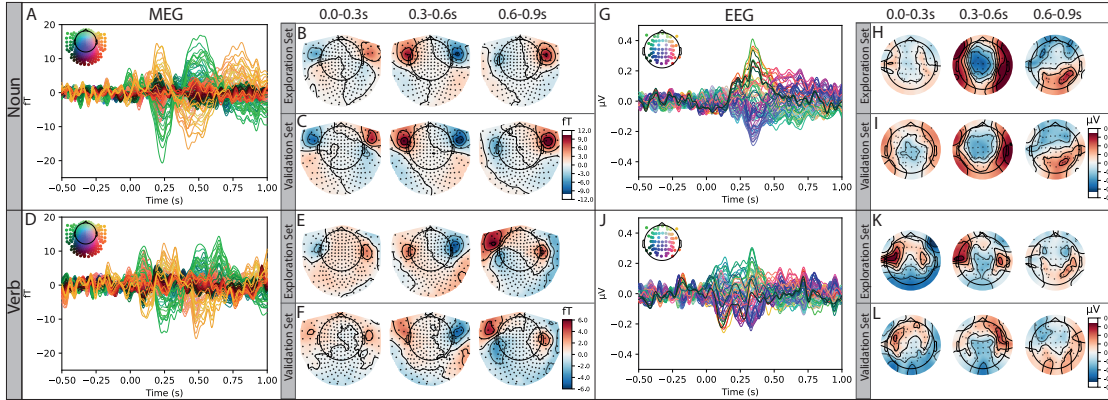 A MEG 0.0-0.3s 0.3-0.6s 0.6-0.9s G EEG 0.0-0.3s 0.3-0.6s 0.6-0.9s
Noun
fT
20
10
0
−10
−20
−0.50 −0.25 0.00 0.25 0.50 0.75 1.00
Time (s)
B
Exploration Set
C
Validation Set
fT
12.0
9.0
6.0
3.0
0.0
-3.0
-6.0
-9.0
-12.0
µV
0.4
0.2
0.0
−0.2
−0.4
−0.50 −0.25 0.00 0.25 0.50 0.75 1.00
Time (s)
H
Exploration Set
I
Validation Set
µV
D
Verb
fT
20
10
0
−10
−20
−0.50 −0.25 0.00 0.25 0.50 0.75 1.00
Time (s)
E
Exploration Set
F
Validation Set
fT
6.0
4.0
2.0
0.0
-2.0
-4.0
-6.0
J
µV
0.4
0.2
0.0
−0.2
−0.4
−0.50 −0.25 0.00 0.25 0.50 0.75 1.00
Time (s)
K
Exploration Set
L
Validation Set
µV